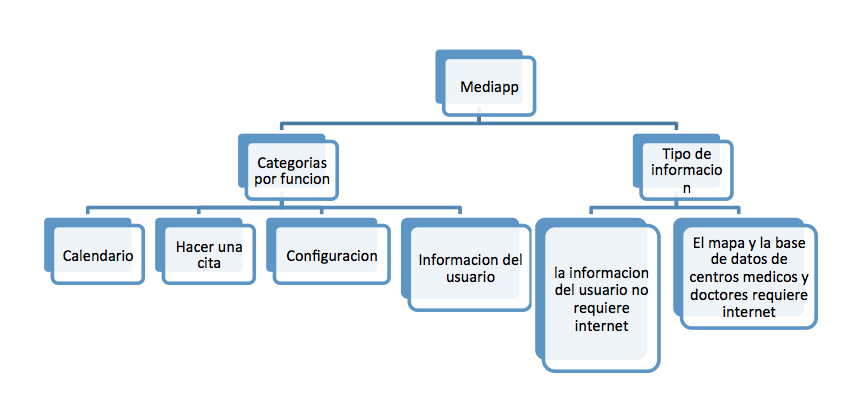 Mediapp
Categorias
por funcion
Tipo de
informacio
n
Calendario
Hacer una
cita
Configuracion
Informacion del
usuario
la informacion
del usuario no
requiere
internet
El mapa y la base
de datos de
centros medicos y
doctores requiere
internet